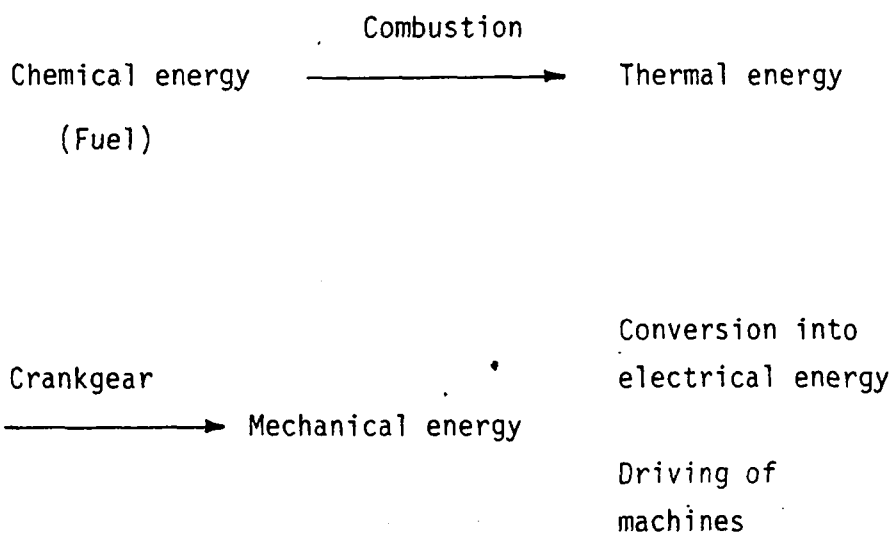 Combustion
Chemical energy
Thermal energy
(Fuel)
Conversion into
electrical energy
Crankgear
Mechanical energy
Driving of
machines